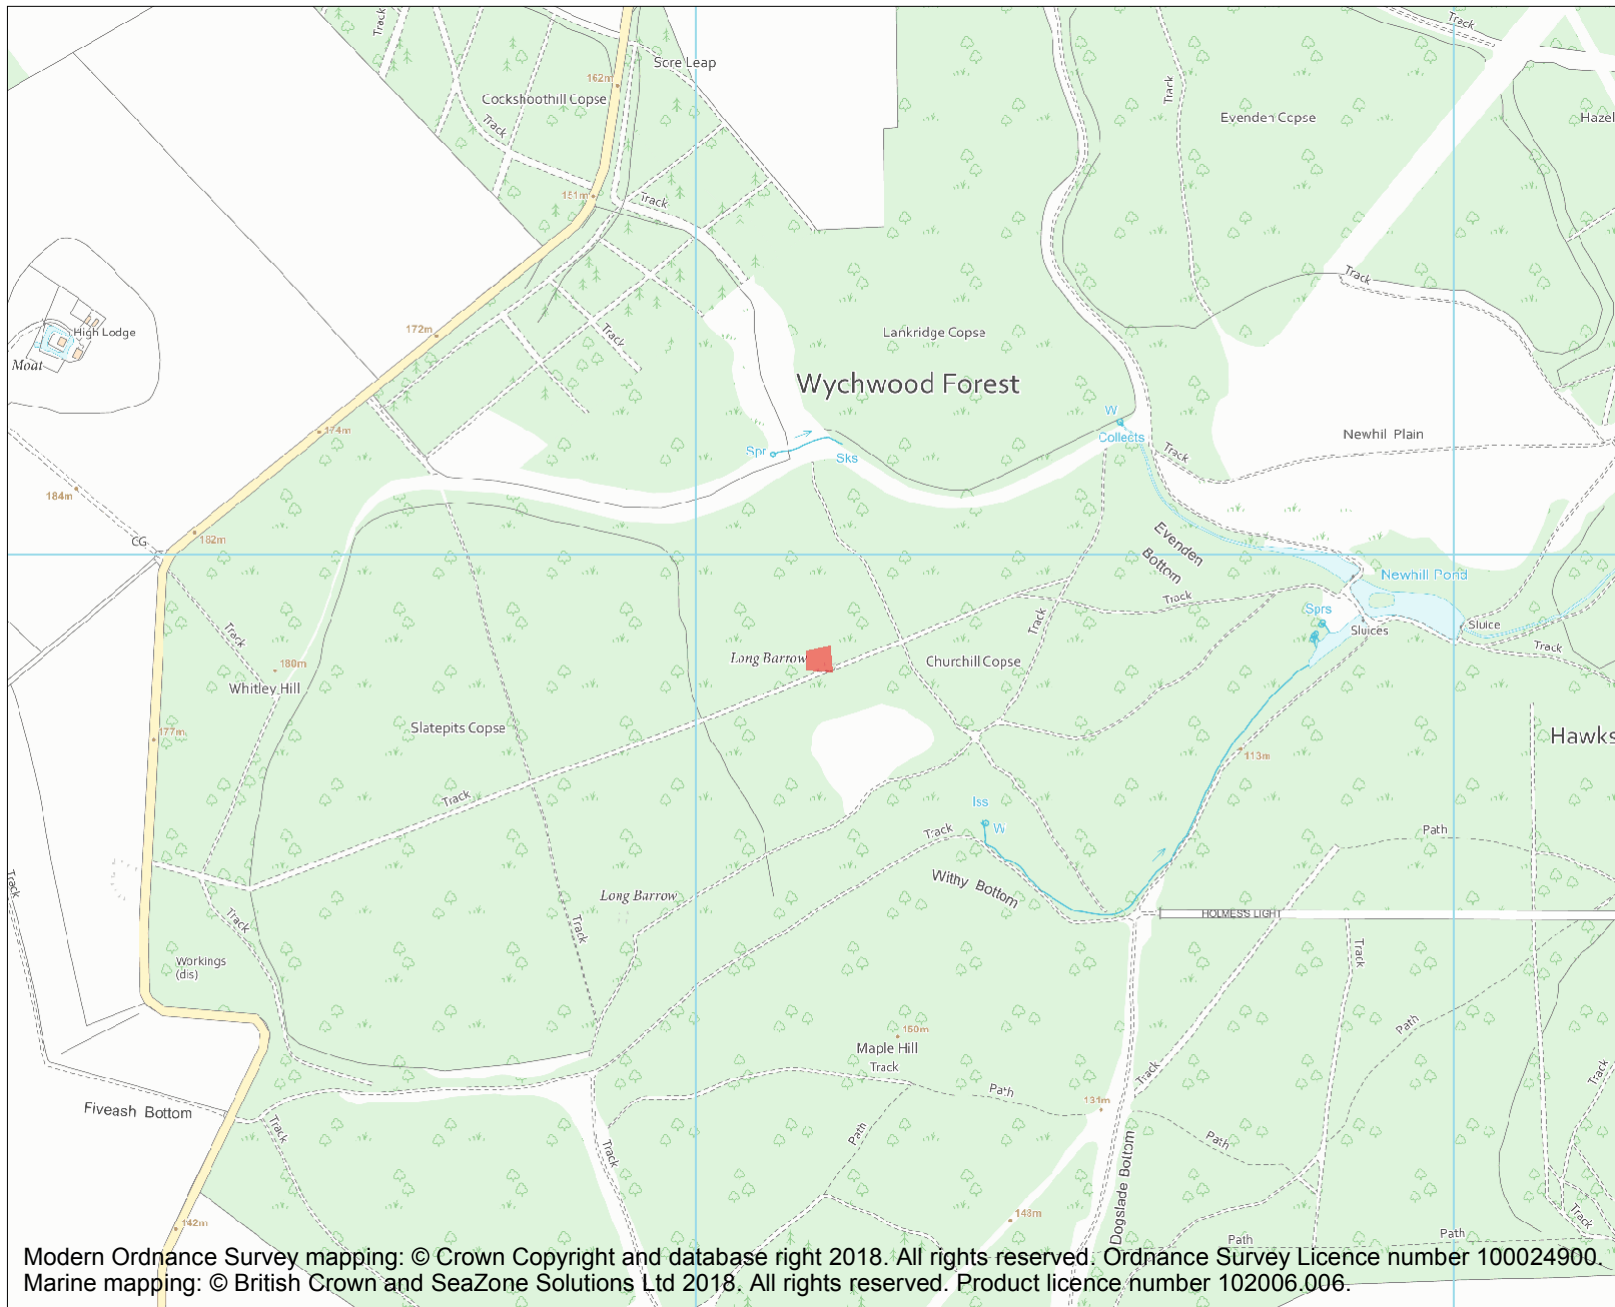 Track
Track
Sore Leap
162m
Cockshoothill Copse
Track
Track
Evenden Copse
Hazel
151m
Track
Track
High Lodge
Moat
172m
Track
Lankridge Copse
Wychwood Forest
174m
W
Collects
Newhil Plain
Spr
Sks
Track
184m
CG
182m
Evenden
Bottom
Newhill Pond
Track
Sprs
Sluices
Sluice
Track
Track
Track
Long Barrow
Churchill Copse
180m
Whitley Hill
177m
Slatepits Copse
Hawks
113m
Track
Iss
W
Track
Path
Track
Withy Bottom
Long Barrow
HOLMES'S LIGHT
Track
Track
Track
Workings
(dis)
Path
150m
Maple Hill
Track
Path
Track
Track
131m
Fiveash Bottom
Track
Path
Track
Path
Dogslade Bottom
142m
148m
Track
Path
Path
Modern Ordnance Survey mapping: © Crown Copyright and database right 2018. All rights reserved. Ordnance Survey Licence number 100024900.
Marine mapping: © British Crown and SeaZone Solutions Ltd 2018. All rights reserved. Product licence number 102006.006.